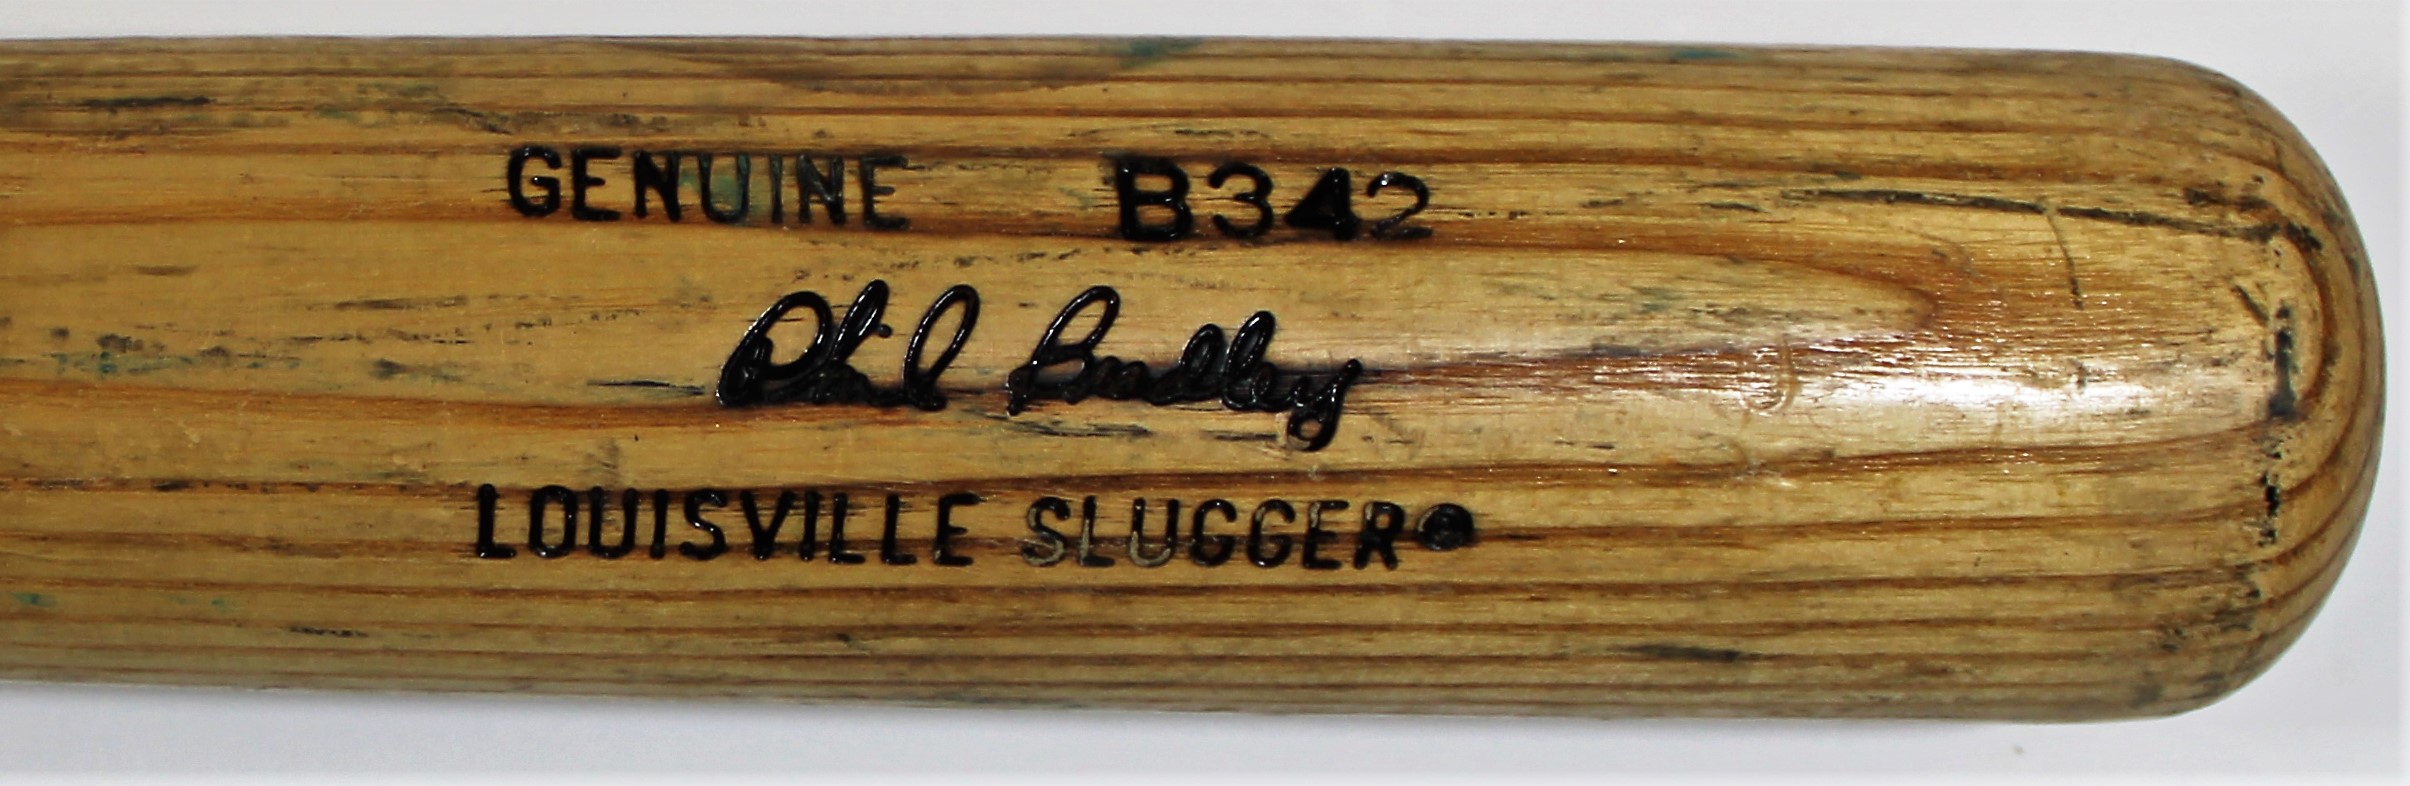 GENUINE B342
Phil Bradley
LOUISVILLE SLUGGER®